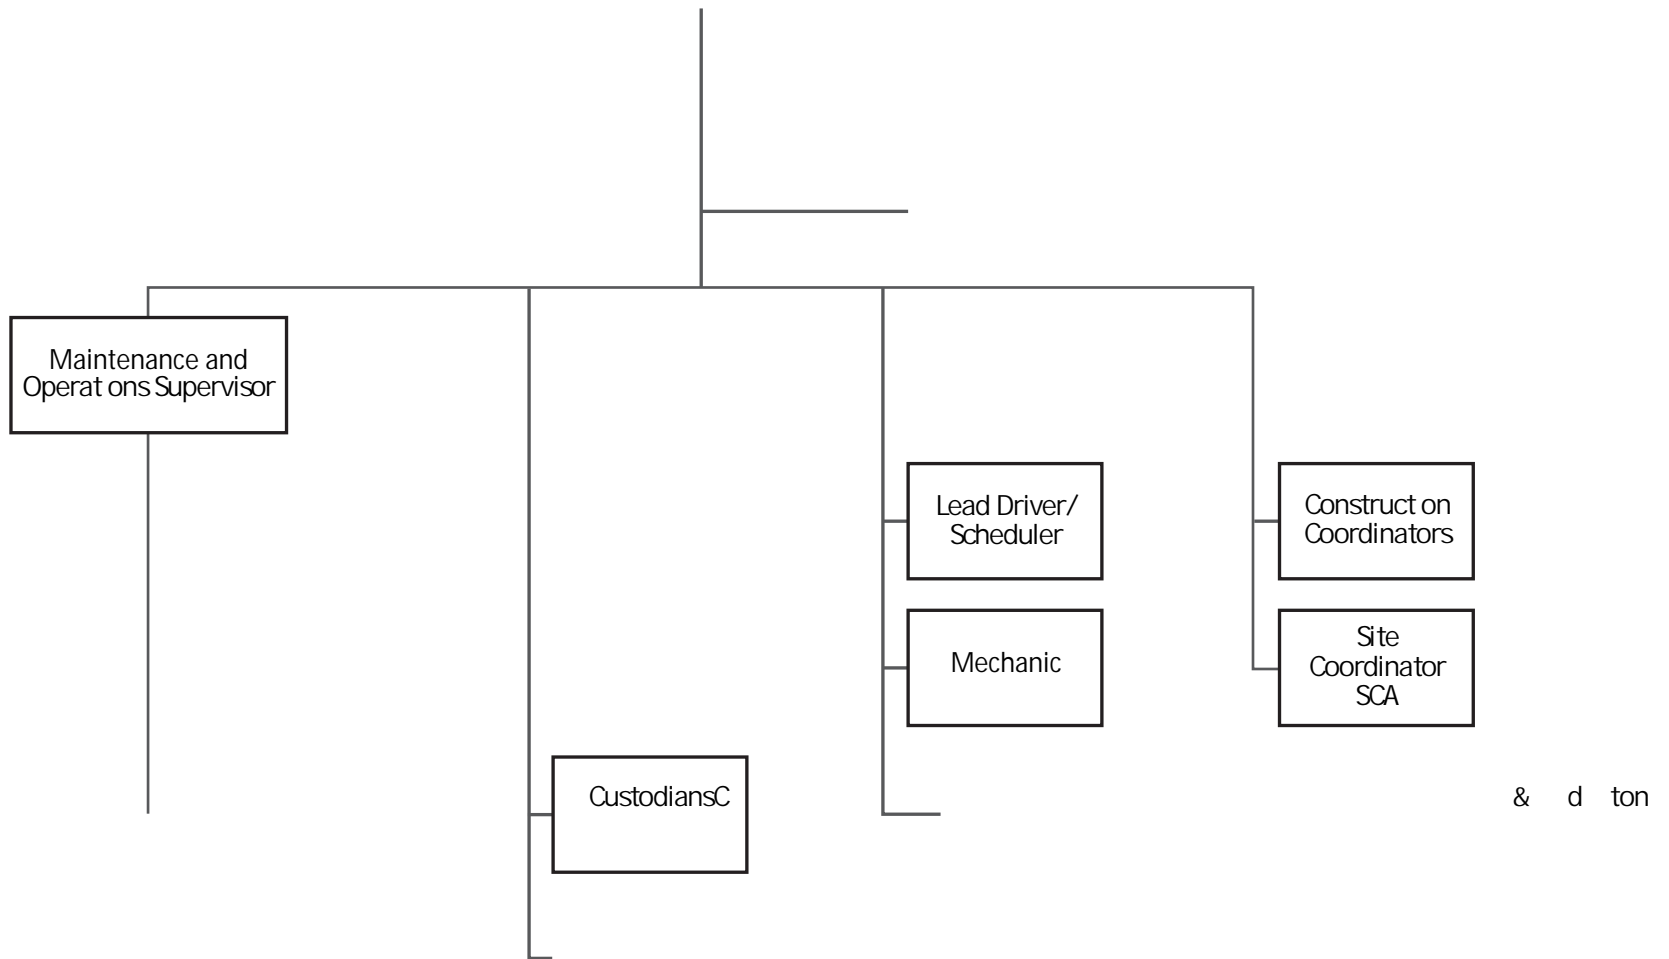 Maintenance and
Operat ons Supervisor
Lead Driver/
Scheduler
Construct on
Coordinators
Mechanic
Site
Coordinator
SCA
CustodiansC
& d ton